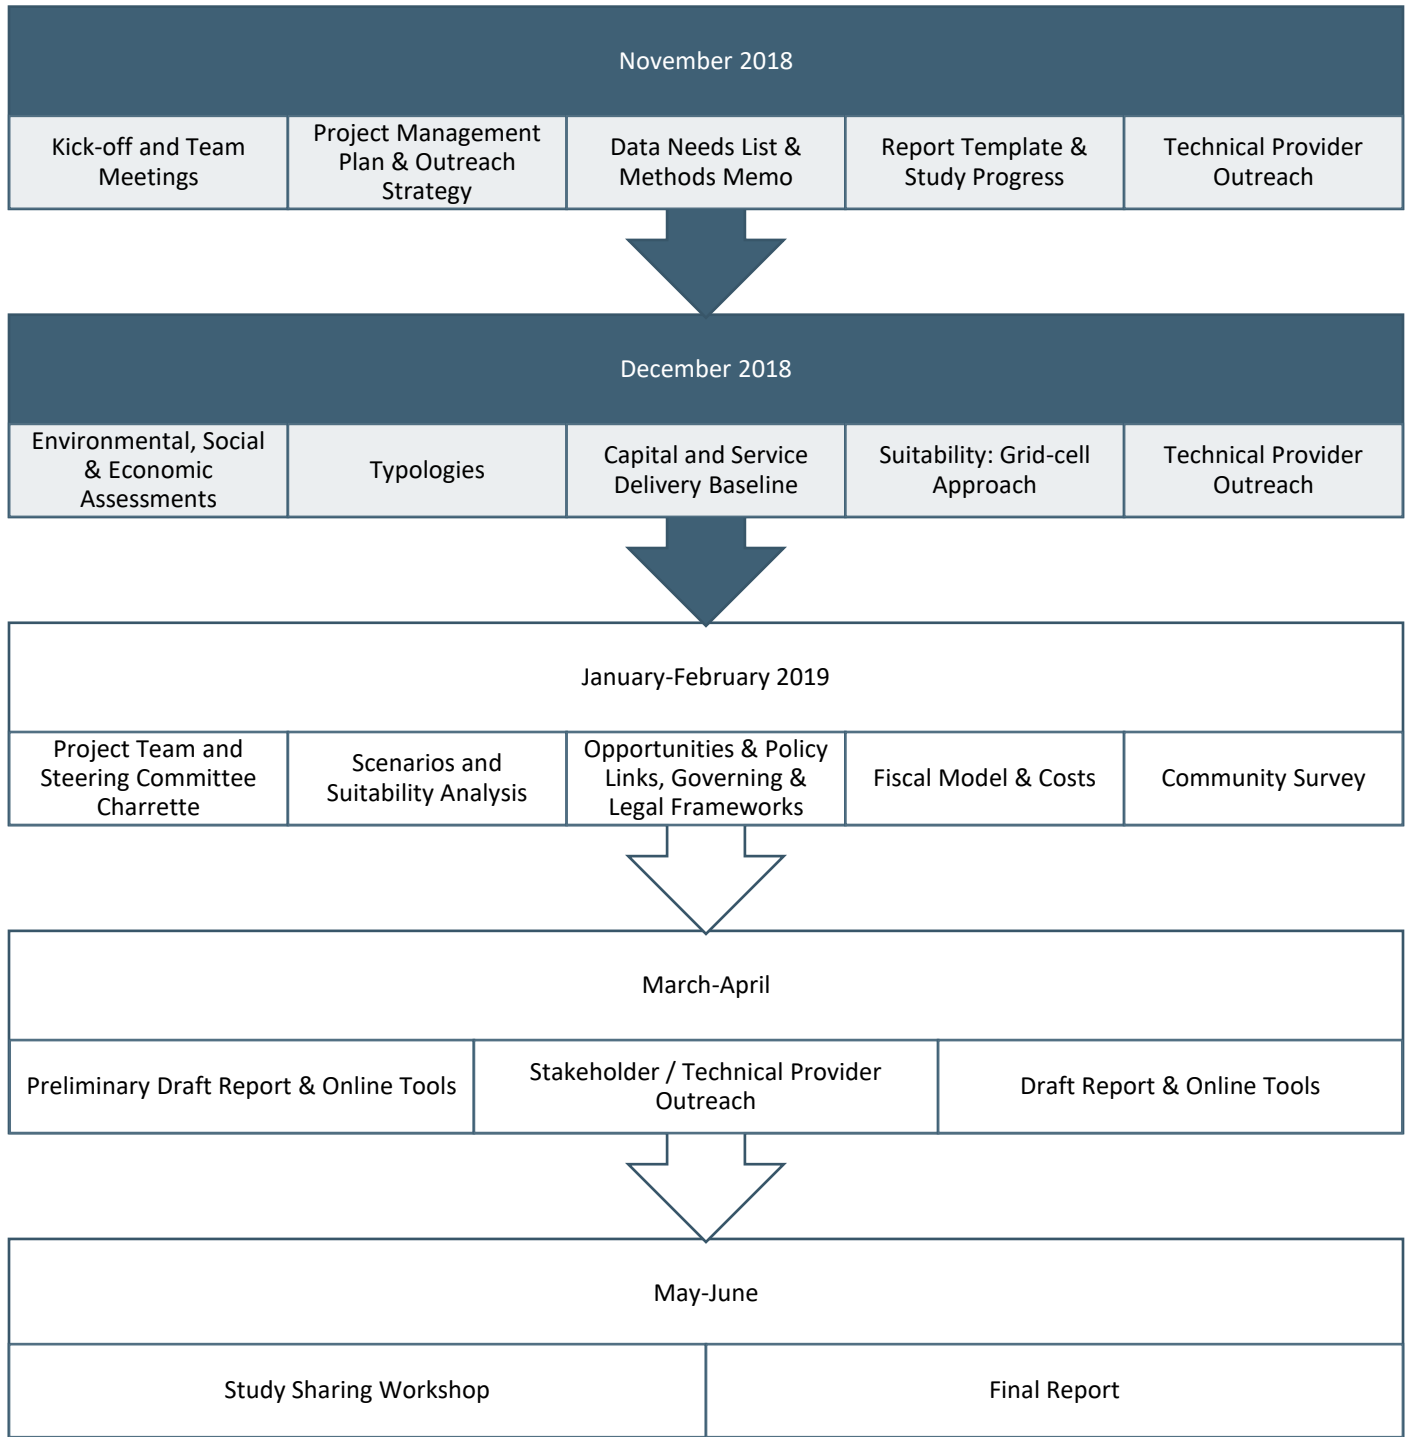 November 2018
Kick-off and Team
Meetings
Project Management
Plan & Outreach
Strategy
Data Needs List &
Methods Memo
Report Template &
Study Progress
Technical Provider
Outreach
December 2018
Environmental, Social
& Economic
Assessments
Typologies
Capital and Service
Delivery Baseline
Suitability: Grid-cell
Approach
Technical Provider
Outreach
January-February 2019
Project Team and
Steering Committee
Charrette
Scenarios and
Suitability Analysis
Opportunities & Policy
Links, Governing &
Legal Frameworks
Fiscal Model & Costs
Community Survey
March-April
Preliminary Draft Report & Online Tools
Stakeholder / Technical Provider
Outreach
Draft Report & Online Tools
May-June
Study Sharing Workshop
Final Report